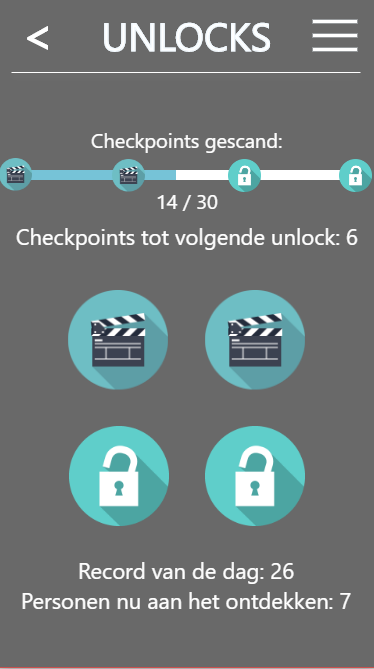 < UNLOCKS
Checkpoints gescand:
14 / 30
Checkpoints tot volgende unlock: 6
Record van de dag: 26
Personen nu aan het ontdekken: 7